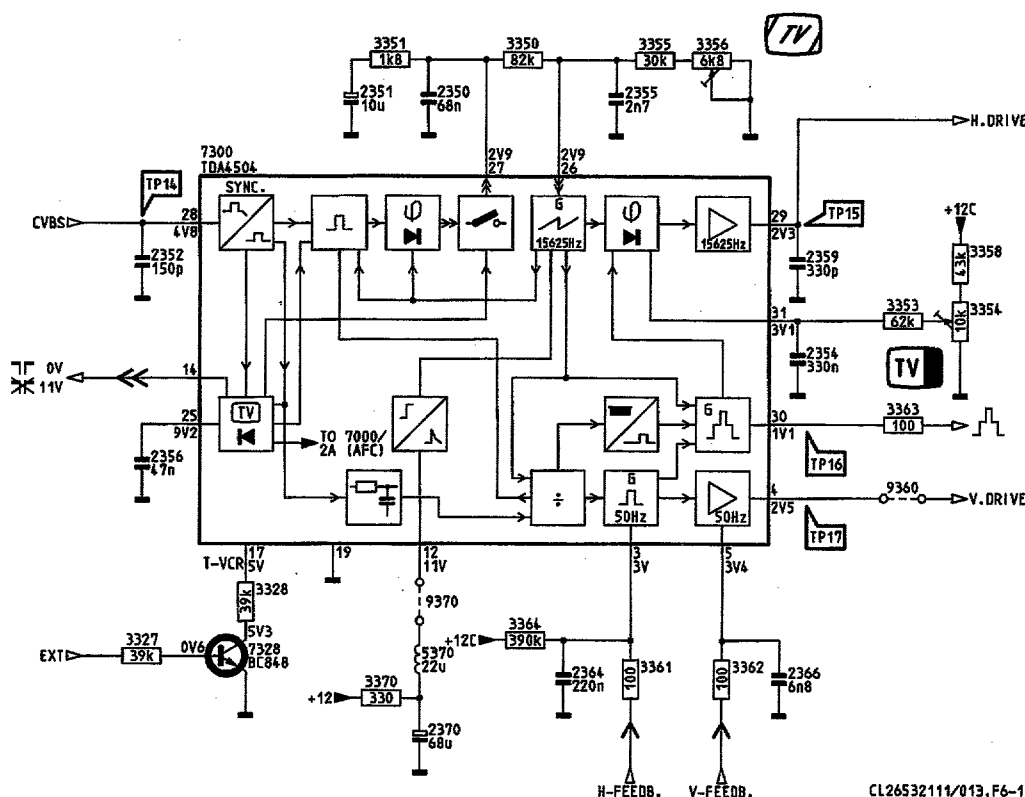 TV
3351
1k8
3350
82k
3355
30k
3356
6k8
2351
10u
2350
68n
2355
2n7
H.DRIVE
7300
TDA4504
2V9
27
2V9
26
TP14
SYNC.
CVBS
28
4V8
G
15625Hz
15625Hz
29
2V3
TP15
+12C
2352
150p
2359
330p
43k
3358
31
3V1
3353
62k
10k
3354
2354
330n
TV
0V
11V
14
25
9V2
TV
TO 7000/
2A (AFC)
G
30
1V1
3363
100
TP16
2356
47n
÷
G
50Hz
50Hz
4
2V5
9360
V.DRIVE
TP17
17
5V
T-VCR
19
12
11V
3
3V
5
3V4
39k
3328
9370
5V3
EXT
3327
39k
0V6
7328
BC848
+12C
3364
390k
5370
22u
2364
220n
100
3361
100
3362
2366
6n8
+12
3370
330
2370
68u
H-FEEDB.
V-FEEDB.
CL26532111/013.F6-1